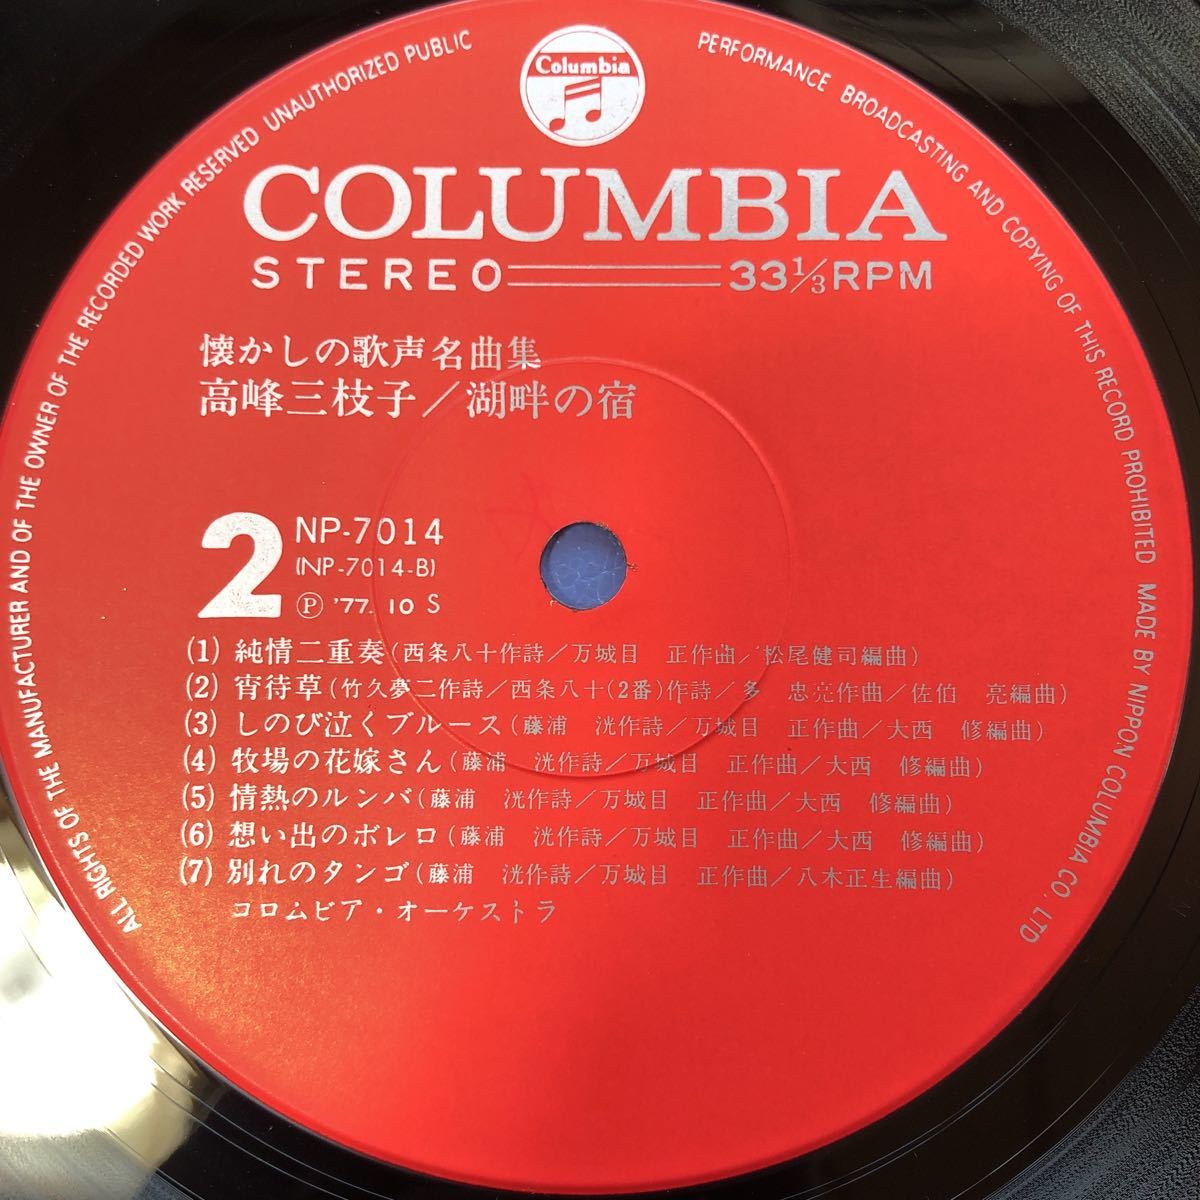 Columbia
COLUMBIA
STEREO 33 1/3 RPM
懐かしの歌声名曲集
高峰三枝子/湖畔の宿
2
NP-7014
(NP-7014-B)
Ⓟ '77. 10 S
(1) 純情二重奏(西条八十作詩/万城目 正作曲/松尾健司編曲)
(2) 宵待草(竹久夢二作詩/西条八十(2番)作詩/多 忠亮作曲/佐伯 亮編曲)
(3) しのび泣くブルース(藤浦 洸作詩/万城目 正作曲/大西 修編曲)
(4) 牧場の花嫁さん(藤浦 洸作詩/万城目 正作曲/大西 修編曲)
(5) 情熱のルンバ(藤浦 洸作詩/万城目 正作曲/大西 修編曲)
(6) 想い出のボレロ(藤浦 洸作詩/万城目 正作曲/大西 修編曲)
(7) 別れのタンゴ(藤浦 洸作詩/万城目 正作曲/八木正生編曲)
コロムビア・オーケストラ
ALL RIGHTS OF THE MANUFACTURER AND OF THE OWNER OF THE RECORDED WORK RESERVED UNAUTHORIZED PUBLIC PERFORMANCE BROADCASTING AND COPYING OF THIS RECORD PROHIBITED MADE BY NIPPON COLUMBIA CO., LTD